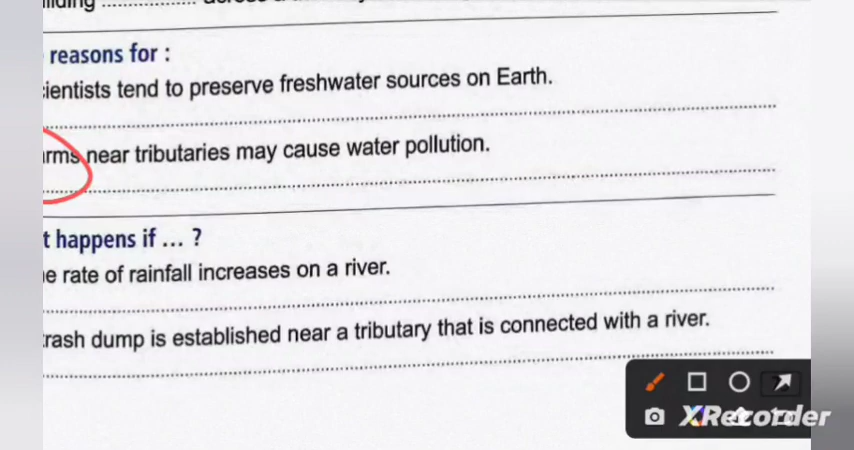 across a
reasons for :
ientists tend to preserve freshwater sources on Earth.
rms near tributaries may cause water pollution.
t happens if ... ?
e rate of rainfall increases on a river.
rash dump is established near a tributary that is connected with a river.
XRecorder